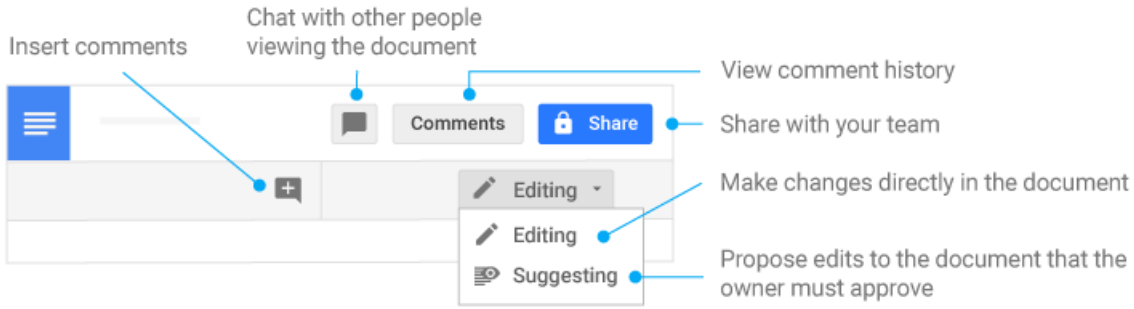 Chat with other people
viewing the document
Insert comments
View comment history
Comments
Share
Share with your team
Make changes directly in the document
Editing
Editing
Suggesting
Propose edits to the document that the
owner must approve